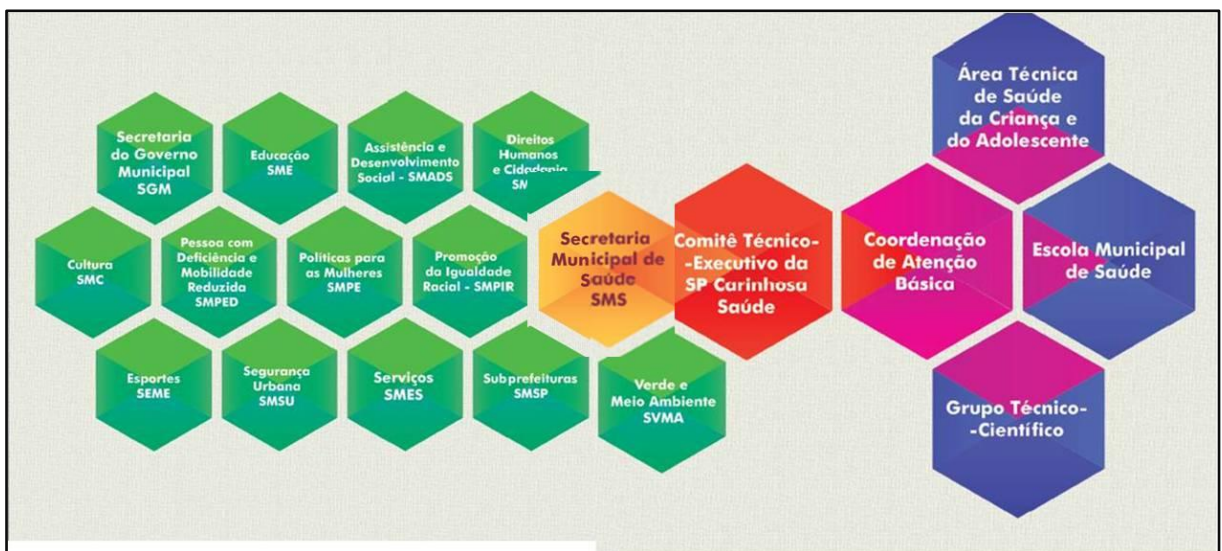 Secretaria
do Governo
Municipal
SGM
Educação
SME
Assistência e
Desenvolvimento
Social - SMADS
Direitos
Humanos
e Cidadania
SM
Cultura
SMC
Pessoa com
Deficiência e
Mobilidade
Reduzida
SMPED
Políticas para
as Mulheres
SMPE
Promoção
da Igualdade
Racial - SMPIR
Secretaria
Municipal de
Saúde
SMS
Comitê Técnico-
-Executivo da
SP Carinhosa
Saúde
Coordenação
de Atenção
Básica
Área Técnica
de Saúde
da Criança e
do Adolescente
Escola Municipal
de Saúde
Grupo Técnico-
-Científico
Esportes
SEME
Segurança
Urbana
SMSU
Serviços
SMES
Subprefeituras
SMSP
Verde e
Meio Ambiente
SVMA